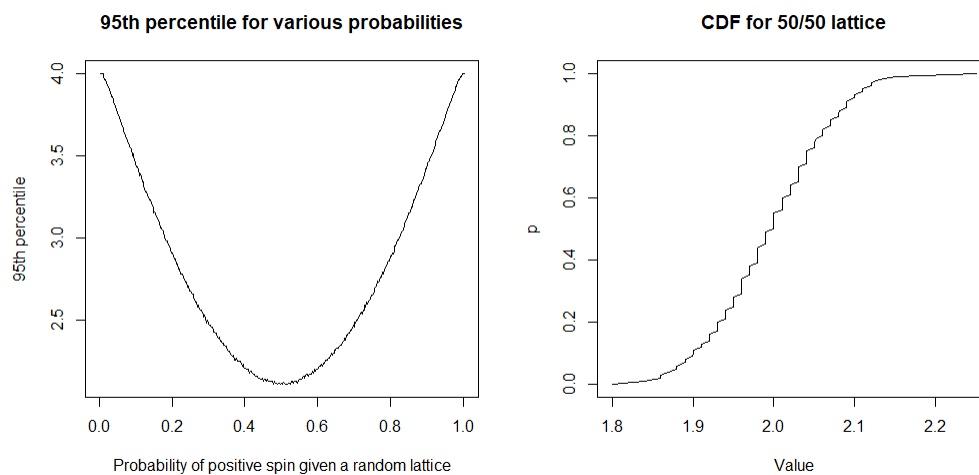 95th percentile for various probabilities
95th percentile
4.0
3.5
3.0
2.5
0.0 0.2 0.4 0.6 0.8 1.0
Probability of positive spin given a random lattice
CDF for 50/50 lattice
p
1.0
0.8
0.6
0.4
0.2
0.0
1.8 1.9 2.0 2.1 2.2
Value